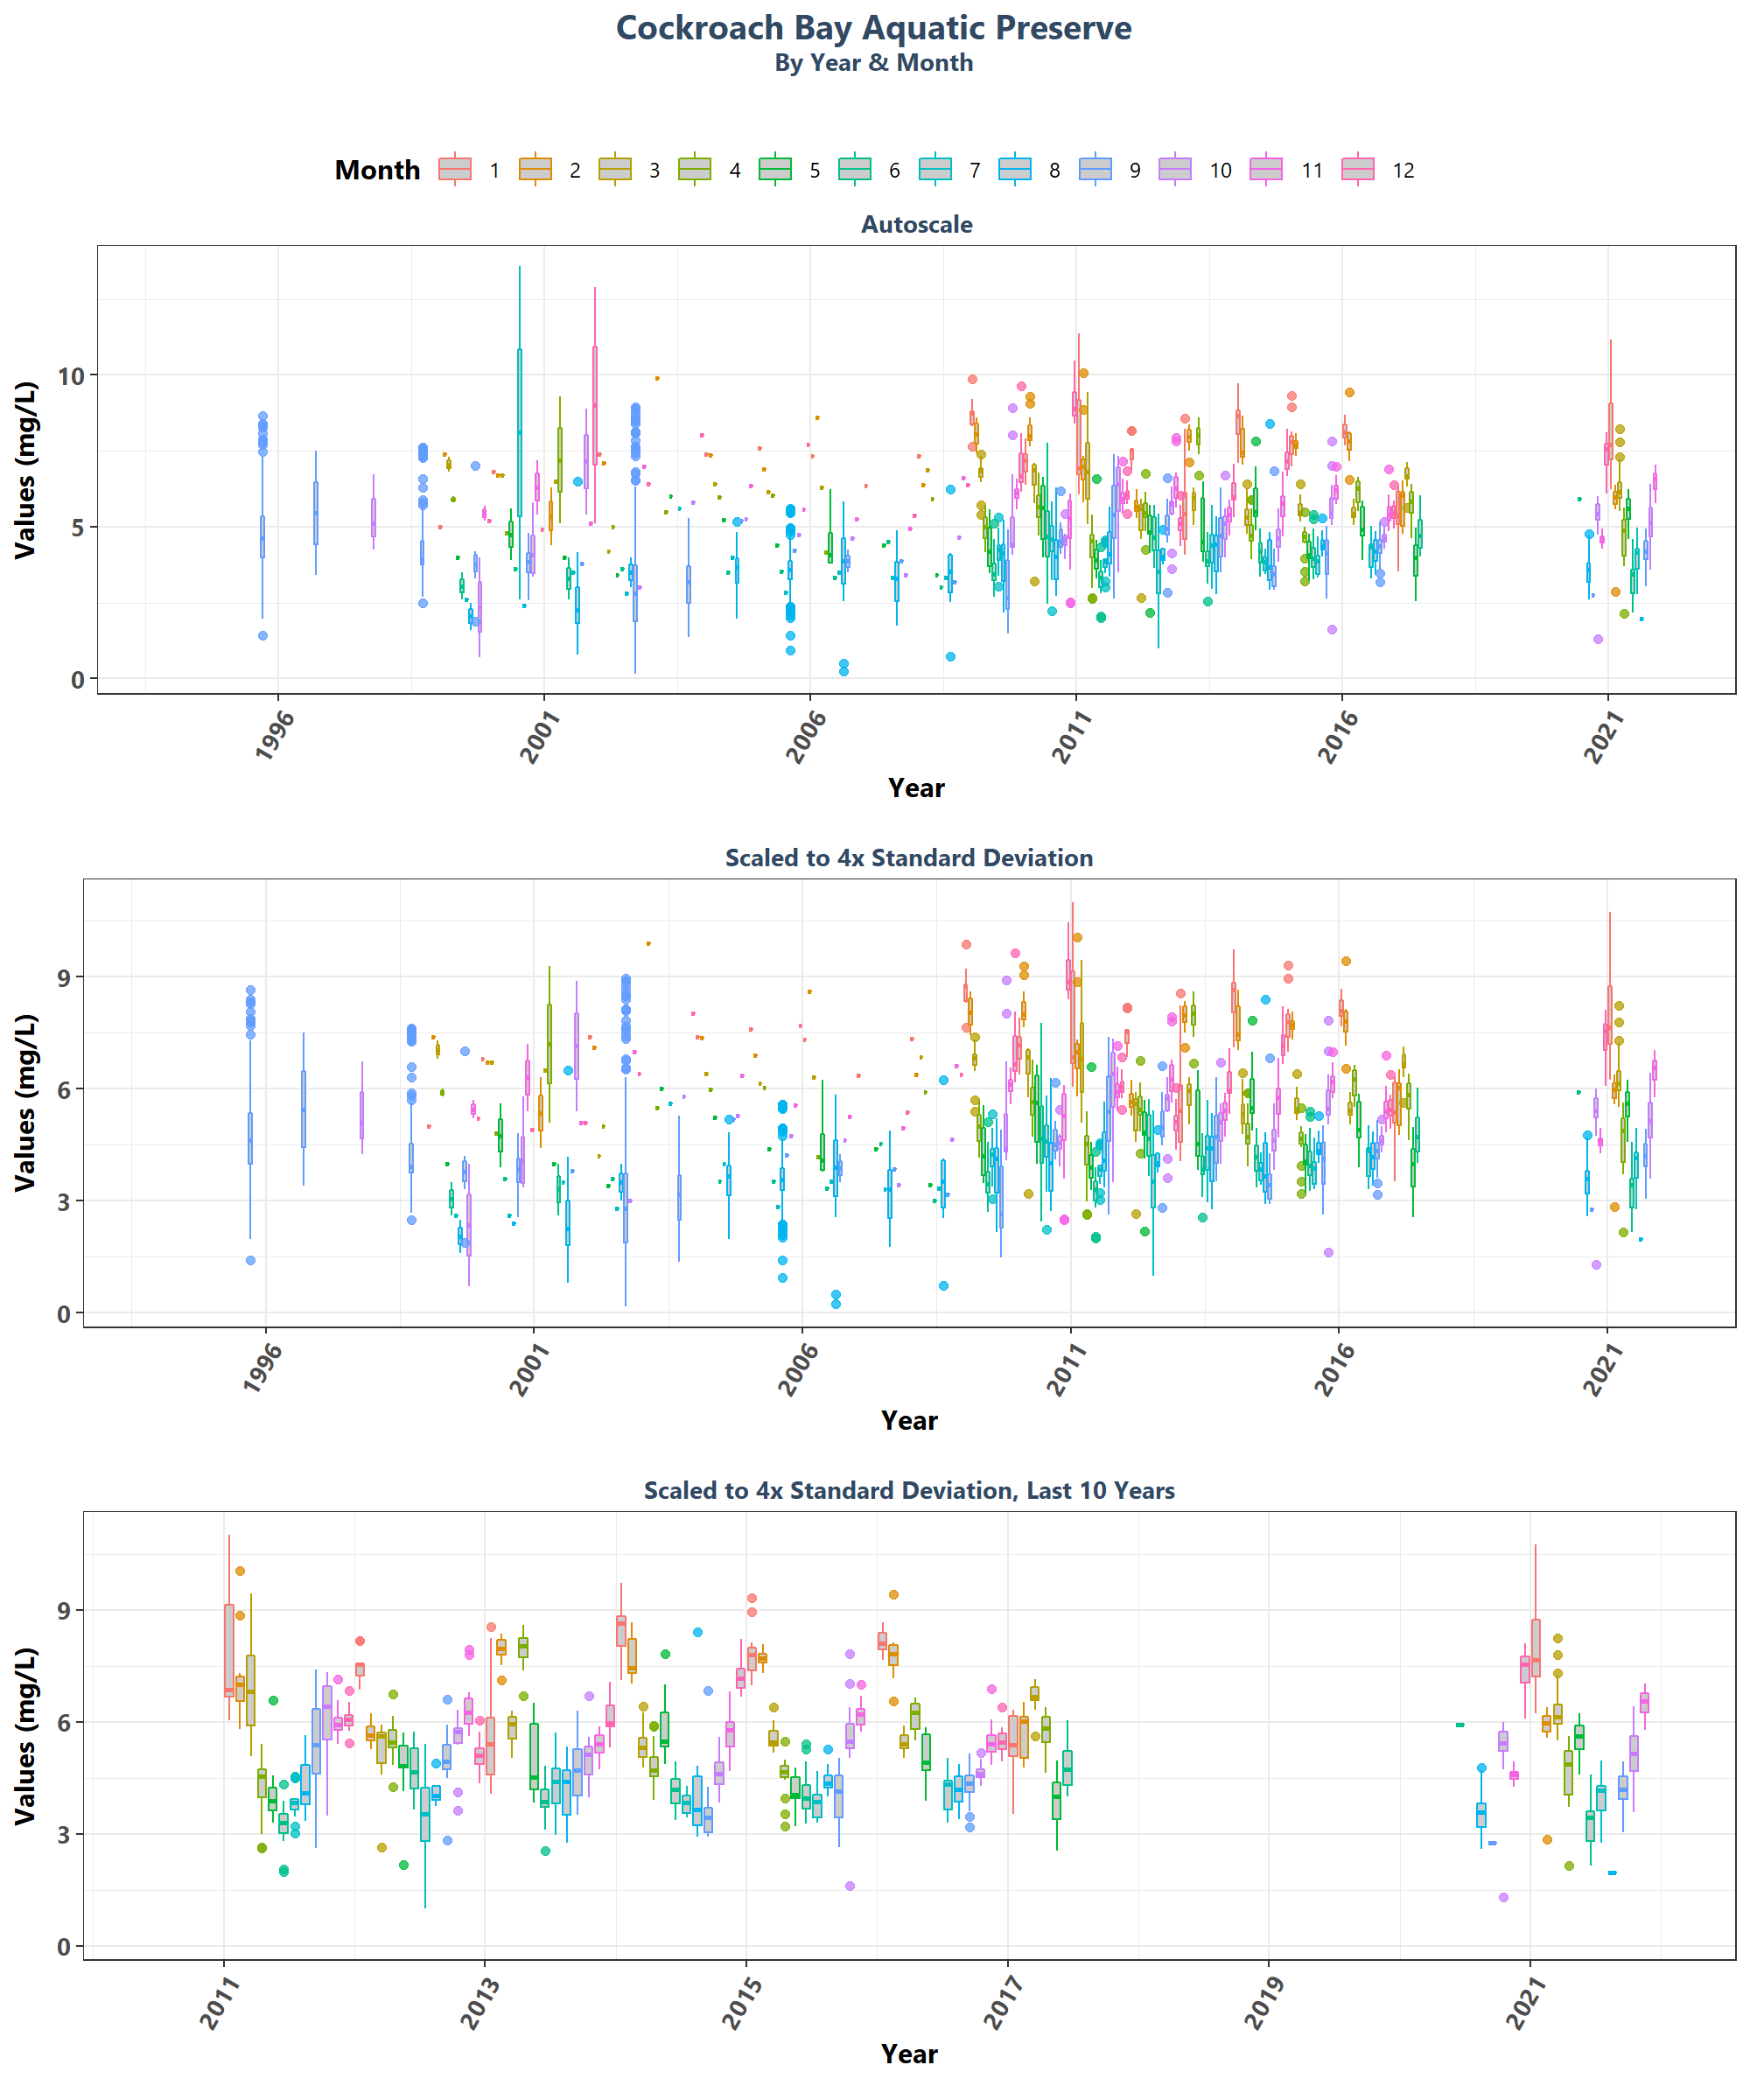 Cockroach Bay Aquatic Preserve
By Year & Month
Month 1 2 3 4 5 6 7 8 9 10 11 12
Autoscale
Values (mg/L)
10
5
0
1996 2001 2006 2011 2016 2021
Year
Scaled to 4x Standard Deviation
Values (mg/L)
9
6
3
0
1996 2001 2006 2011 2016 2021
Year
Scaled to 4x Standard Deviation, Last 10 Years
Values (mg/L)
9
6
3
0
2011 2013 2015 2017 2019 2021
Year